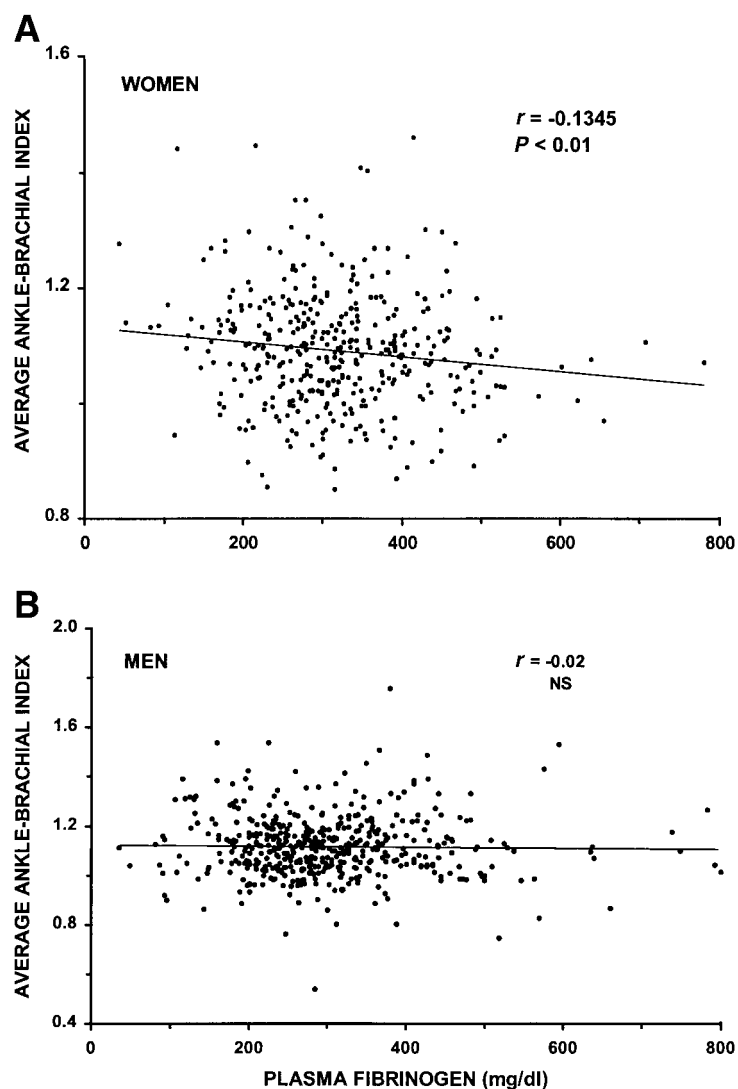 A
1.6
WOMEN
r = -0.1345
P < 0.01
AVERAGE ANKLE-BRACHIAL INDEX
1.2
0.8
0 200 400 600 800
B
2.0
MEN
r = -0.02
NS
AVERAGE ANKLE-BRACHIAL INDEX
1.6
1.2
0.8
0.4
0 200 400 600 800
PLASMA FIBRINOGEN (mg/dl)